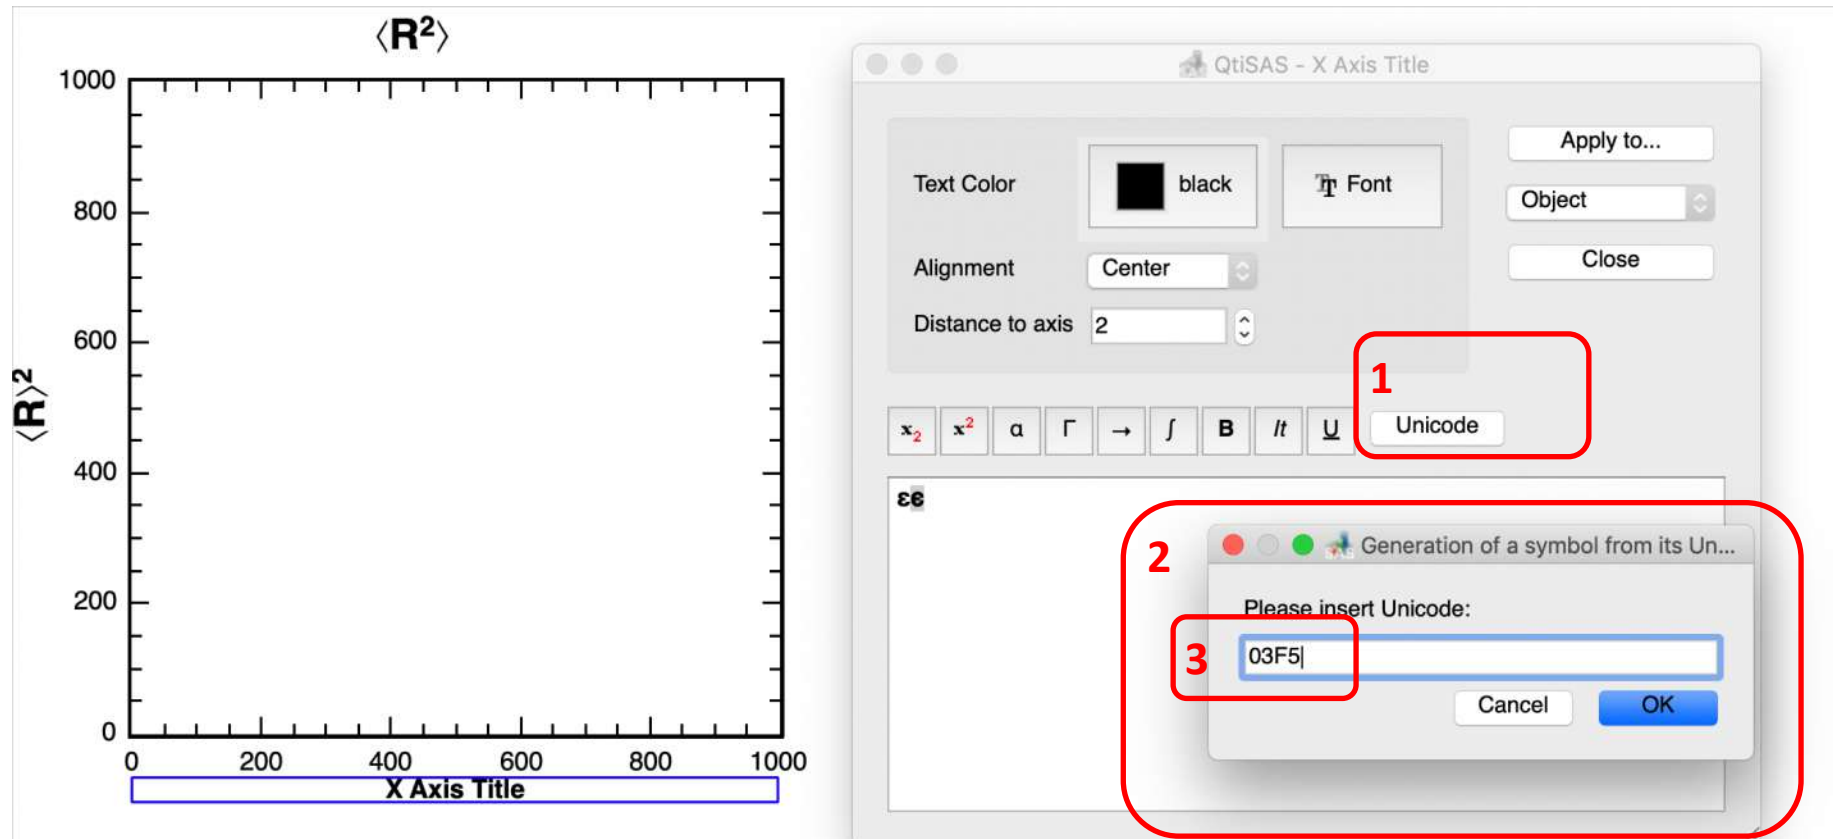 ⟨R²⟩
1000
800
600
400
200
0
⟨R⟩²
0 200 400 600 800 1000
X Axis Title
QtiSAS - X Axis Title
Text Color
black
Font
Apply to...
Object
Close
Alignment
Center
Distance to axis
2
1
x₂ x² α Γ → ∫ B It U Unicode
εϵ
2
Generation of a symbol from its Un...
Please insert Unicode:
3
03F5
Cancel
OK